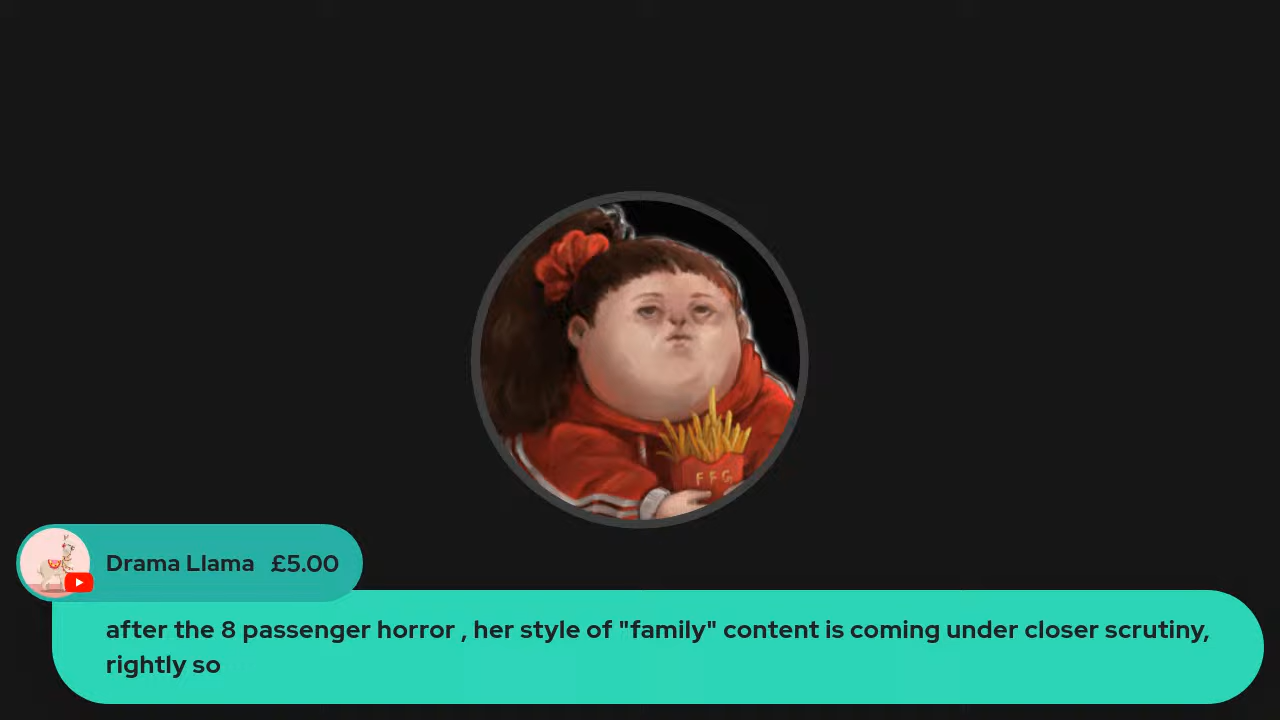 FFG
Drama Llama £5.00
after the 8 passenger horror , her style of "family" content is coming under closer scrutiny,
rightly so